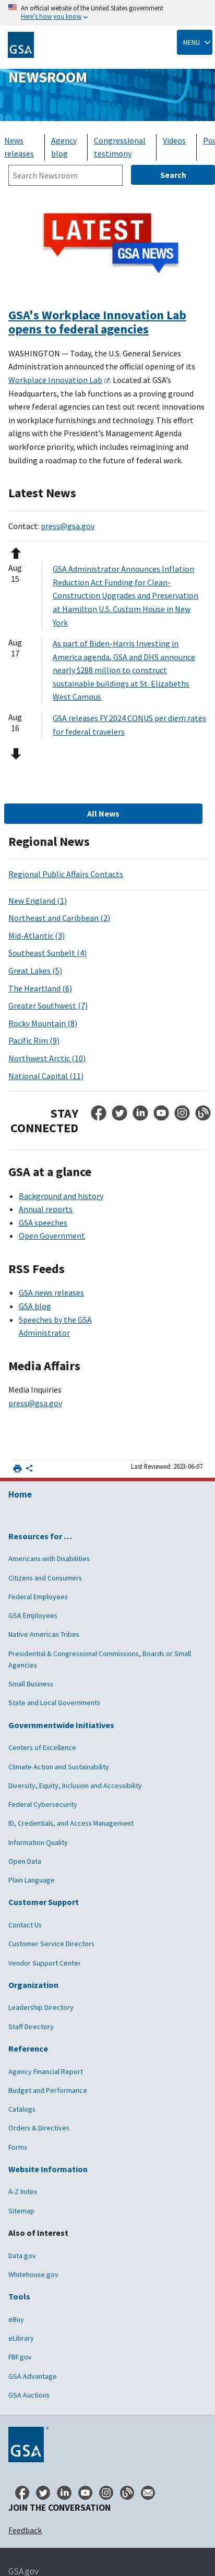 An official website of the United States government
Here's how you know
GSA
MENU
NEWSROOM
News releases
Agency blog
Congressional testimony
Videos
Search Newsroom
Search
LATEST
GSA NEWS
GSA's Workplace Innovation Lab
opens to federal agencies
WASHINGTON — Today, the U.S. General Services
Administration announced the official opening of its
Workplace Innovation Lab. Located at GSA's
Headquarters, the lab functions as a proving ground
where federal agencies can test out new and innovative
workplace furnishings and technology. This effort
aligns with the President's Management Agenda
workforce priority, and the lab's aim of reimagining and
building a roadmap to the workplace of the future.
Latest News
Contact: press@gsa.gov
Aug 15
GSA Administrator Announces Inflation
Reduction Act Funding for Clean-
Construction Upgrades and Preservation
at Hamilton U.S. Custom House in New
York
Aug 17
As part of Biden-Harris Investing in
America agenda, GSA and DHS announce
nearly $288 million to construct
sustainable buildings at St. Elizabeths
West Campus
Aug 16
GSA releases FY 2024 CONUS per diem rates
for federal travelers
All News
Regional News
Regional Public Affairs Contacts
New England (1)
Northeast and Caribbean (2)
Mid-Atlantic (3)
Southeast Sunbelt (4)
Great Lakes (5)
The Heartland (6)
Greater Southwest (7)
Rocky Mountain (8)
Pacific Rim (9)
Northwest Arctic (10)
National Capital (11)
STAY
CONNECTED
GSA at a glance
Background and history
Annual reports
GSA speeches
Open Government
RSS Feeds
GSA news releases
GSA blog
Speeches by the GSA
Administrator
Media Affairs
Media Inquiries
press@gsa.gov
Last Reviewed: 2023-06-07
Home
Resources for …
Americans with Disabilities
Citizens and Consumers
Federal Employees
GSA Employees
Native American Tribes
Presidential & Congressional Commissions, Boards or Small
Agencies
Small Business
State and Local Governments
Governmentwide Initiatives
Centers of Excellence
Climate Action and Sustainability
Diversity, Equity, Inclusion and Accessibility
Federal Cybersecurity
ID, Credentials, and Access Management
Information Quality
Open Data
Plain Language
Customer Support
Contact Us
Customer Service Directors
Vendor Support Center
Organization
Leadership Directory
Staff Directory
Reference
Agency Financial Report
Budget and Performance
Catalogs
Orders & Directives
Forms
Website Information
A-Z Index
Sitemap
Also of Interest
Data.gov
Whitehouse.gov
Tools
eBuy
eLibrary
FBF.gov
GSA Advantage
GSA Auctions
GSA
JOIN THE CONVERSATION
Feedback
GSA.gov